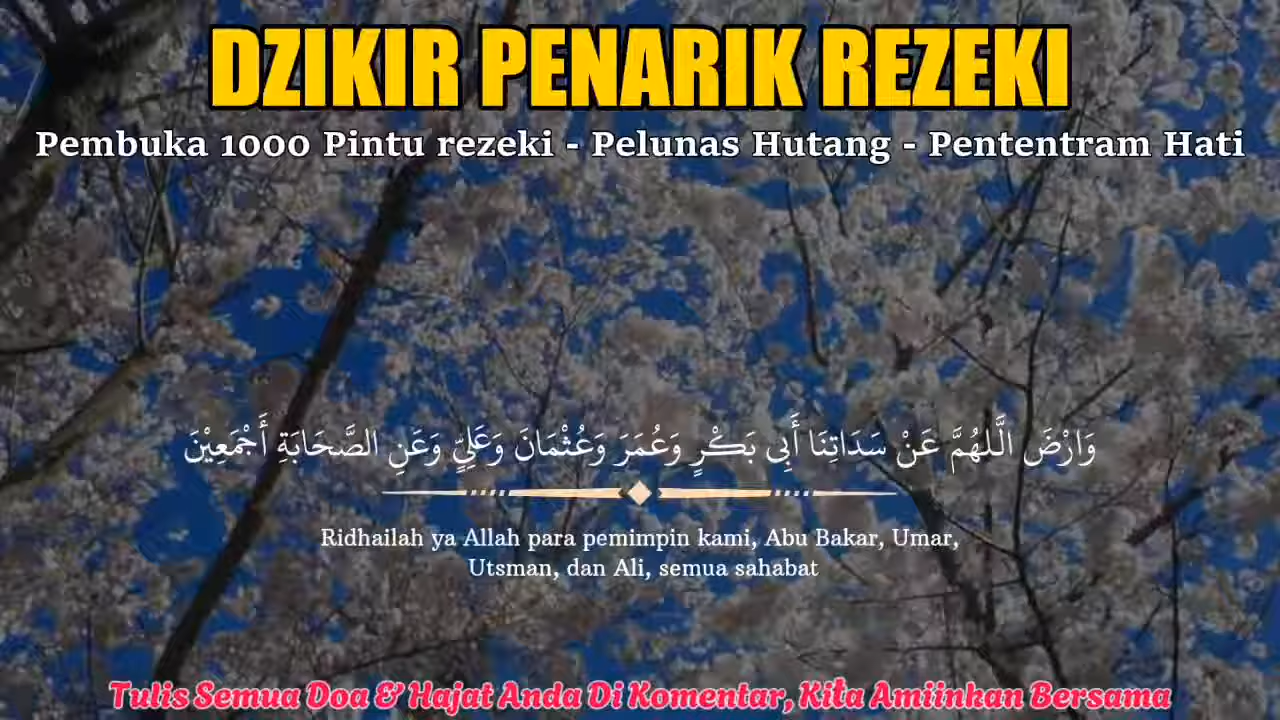 DZIKIR PENARIK REZEKI
Pembuka 1000 Pintu rezeki - Pelunas Hutang - Pententram Hati
وَارْضَ الَّلهُمَّ عَنْ سَدَاتِنَا أَبِى بَكْرٍ وَعُمَرَ وَعُثْمَانَ وَعَلِيٍّ وَعَنِ الصَّحَابَةِ أَجْمَعِيْنَ
Ridhailah ya Allah para pemimpin kami, Abu Bakar, Umar,
Utsman, dan Ali, semua sahabat
Tulis Semua Doa & Hajat Anda Di Komentar, Kita Amiinkan Bersama